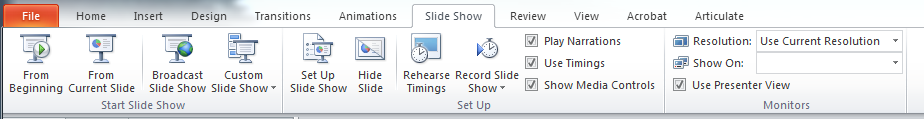 File Home Insert Design Transitions Animations Slide Show Review View Acrobat Articulate
From Beginning
From Current Slide
Broadcast Slide Show
Custom Slide Show
Set Up Slide Show
Hide Slide
Rehearse Timings
Record Slide Show
Play Narrations
Use Timings
Show Media Controls
Resolution: Use Current Resolution
Show On:
Use Presenter View
Start Slide Show
Set Up
Monitors